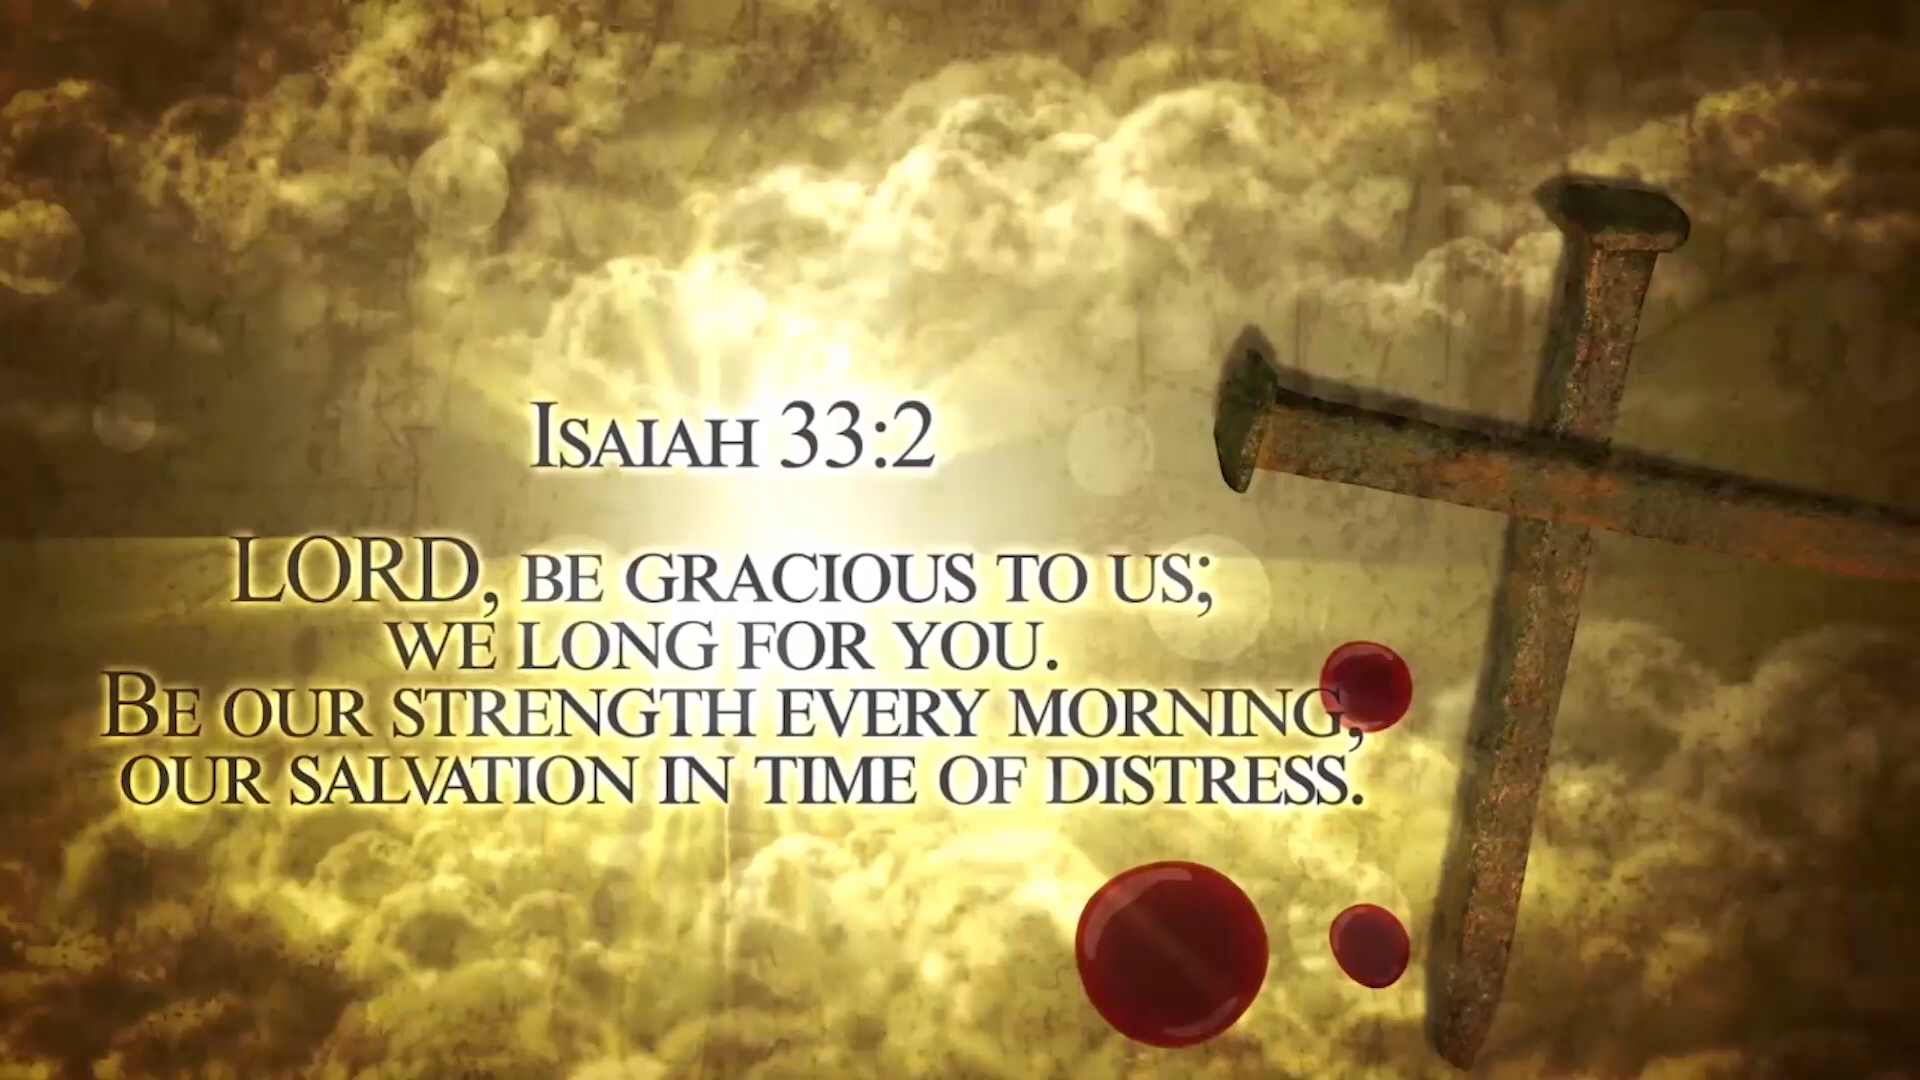 Isaiah 33:2
LORD, be gracious to us;
we long for you.
Be our strength every morning,
our salvation in time of distress.